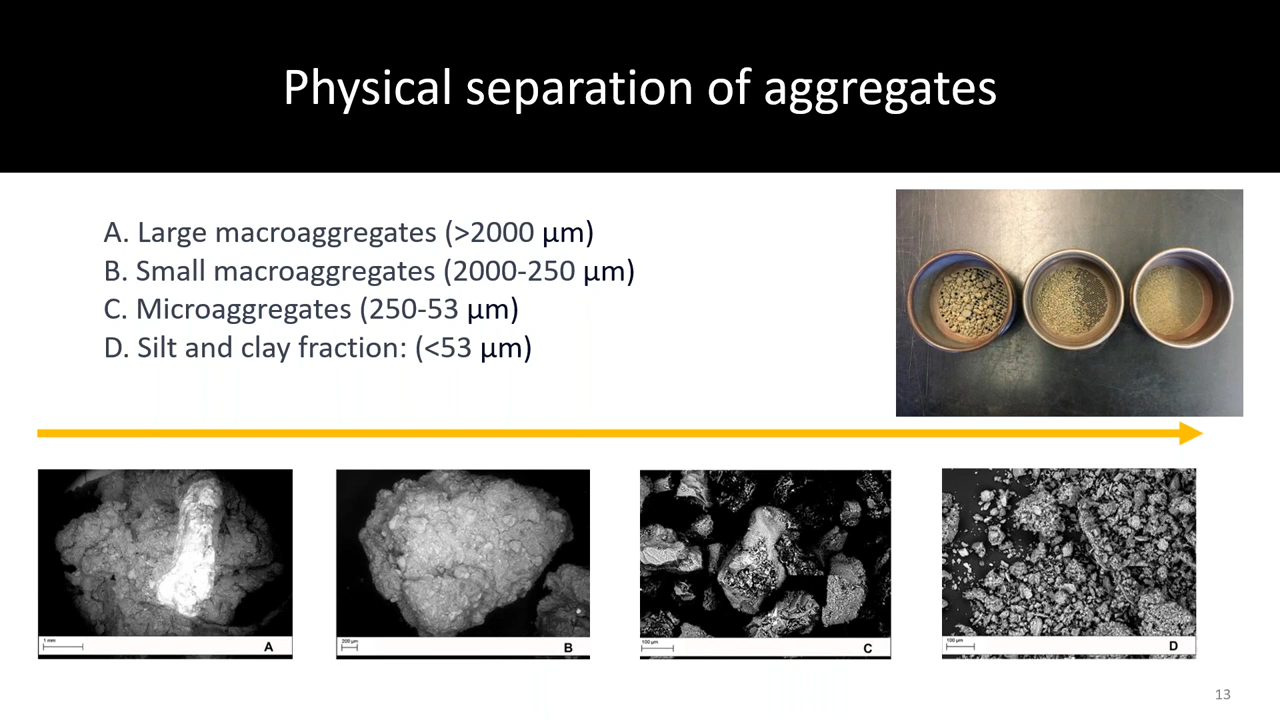 Physical separation of aggregates
A. Large macroaggregates (>2000 µm)
B. Small macroaggregates (2000-250 µm)
C. Microaggregates (250-53 µm)
D. Silt and clay fraction: (<53 µm)
1 mm
A
200 µm
B
100 µm
C
100 µm
D
13